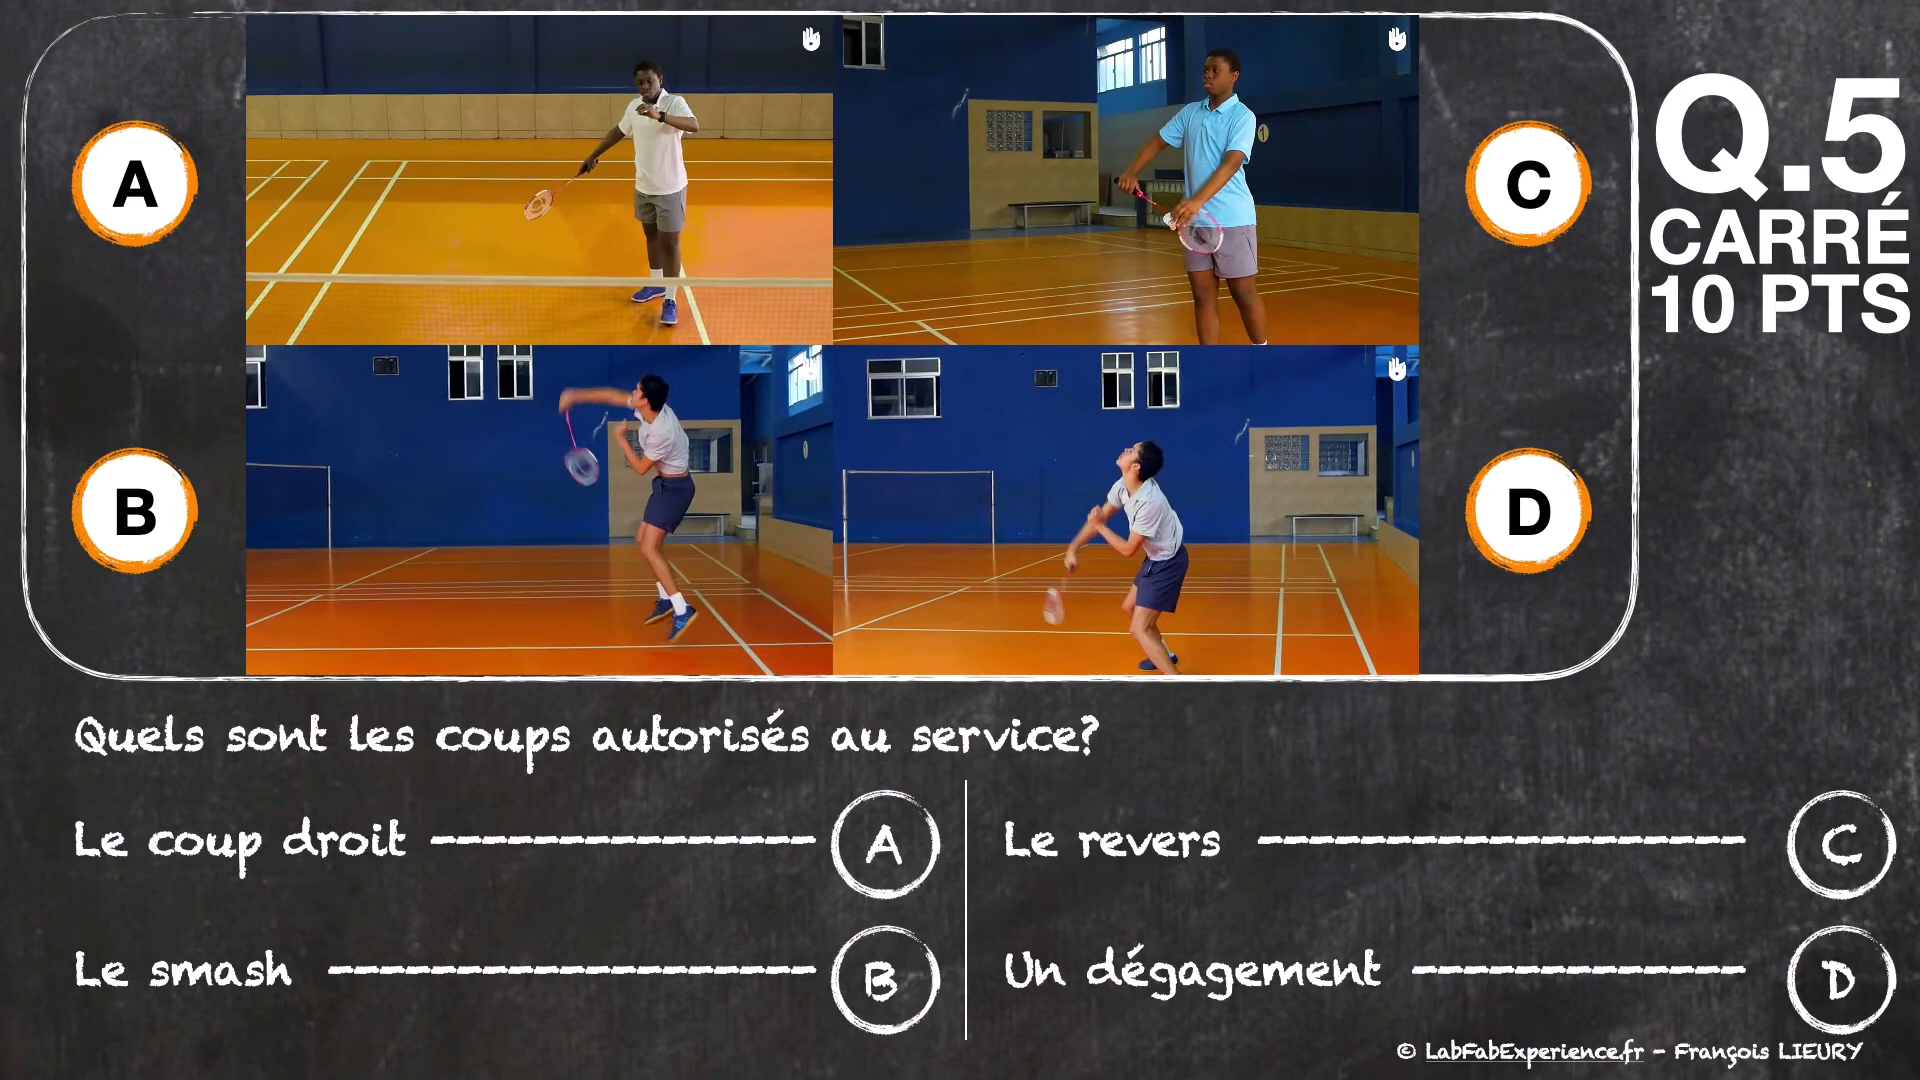 A
B
C
D
Q.5
CARRÉ
10 PTS
Quels sont les coups autorisés au service?
Le coup droit --------------- A
Le smash ------------------- B
Le revers ------------------- C
Un dégagement ------------- D
© LabFabExperience.fr - François LIEURY